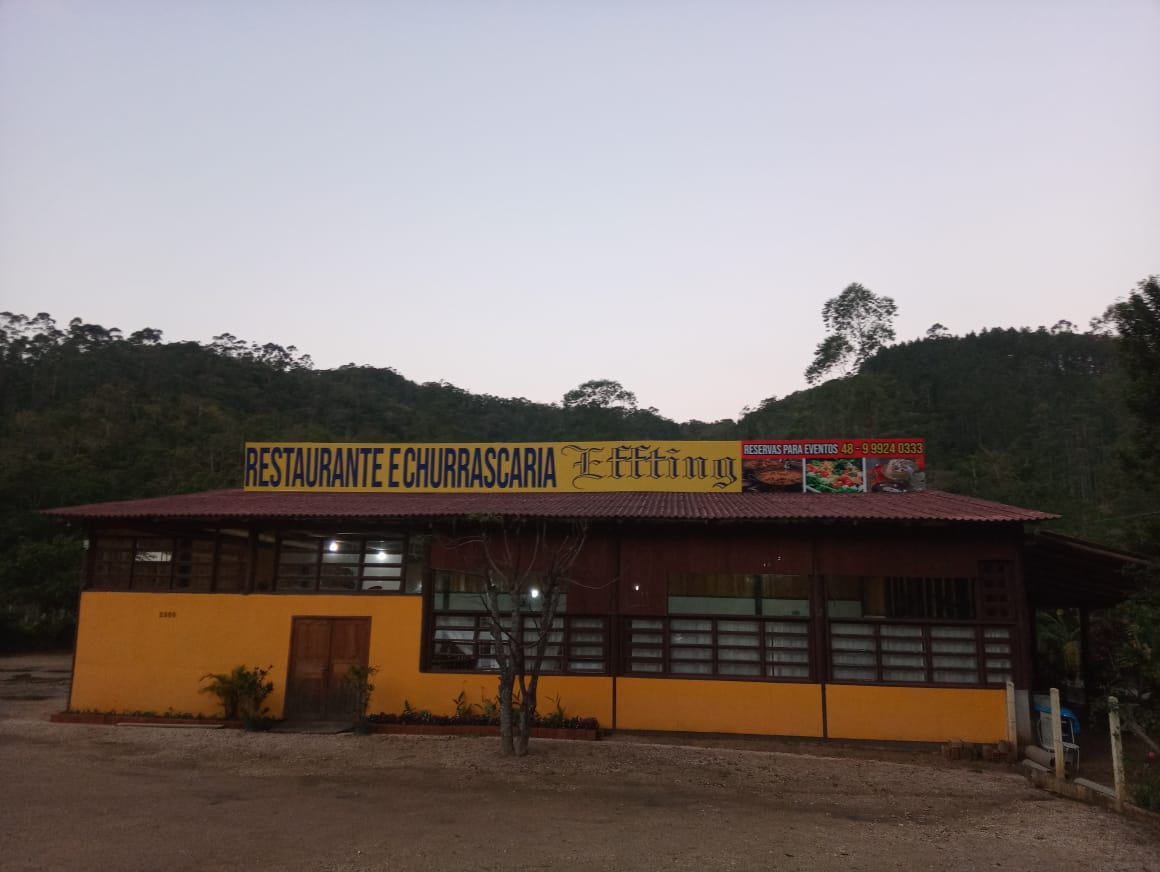 RESTAURANTE E CHURRASCARIA Effting
RESERVAS PARA EVENTOS 48 - 9 9924 0333